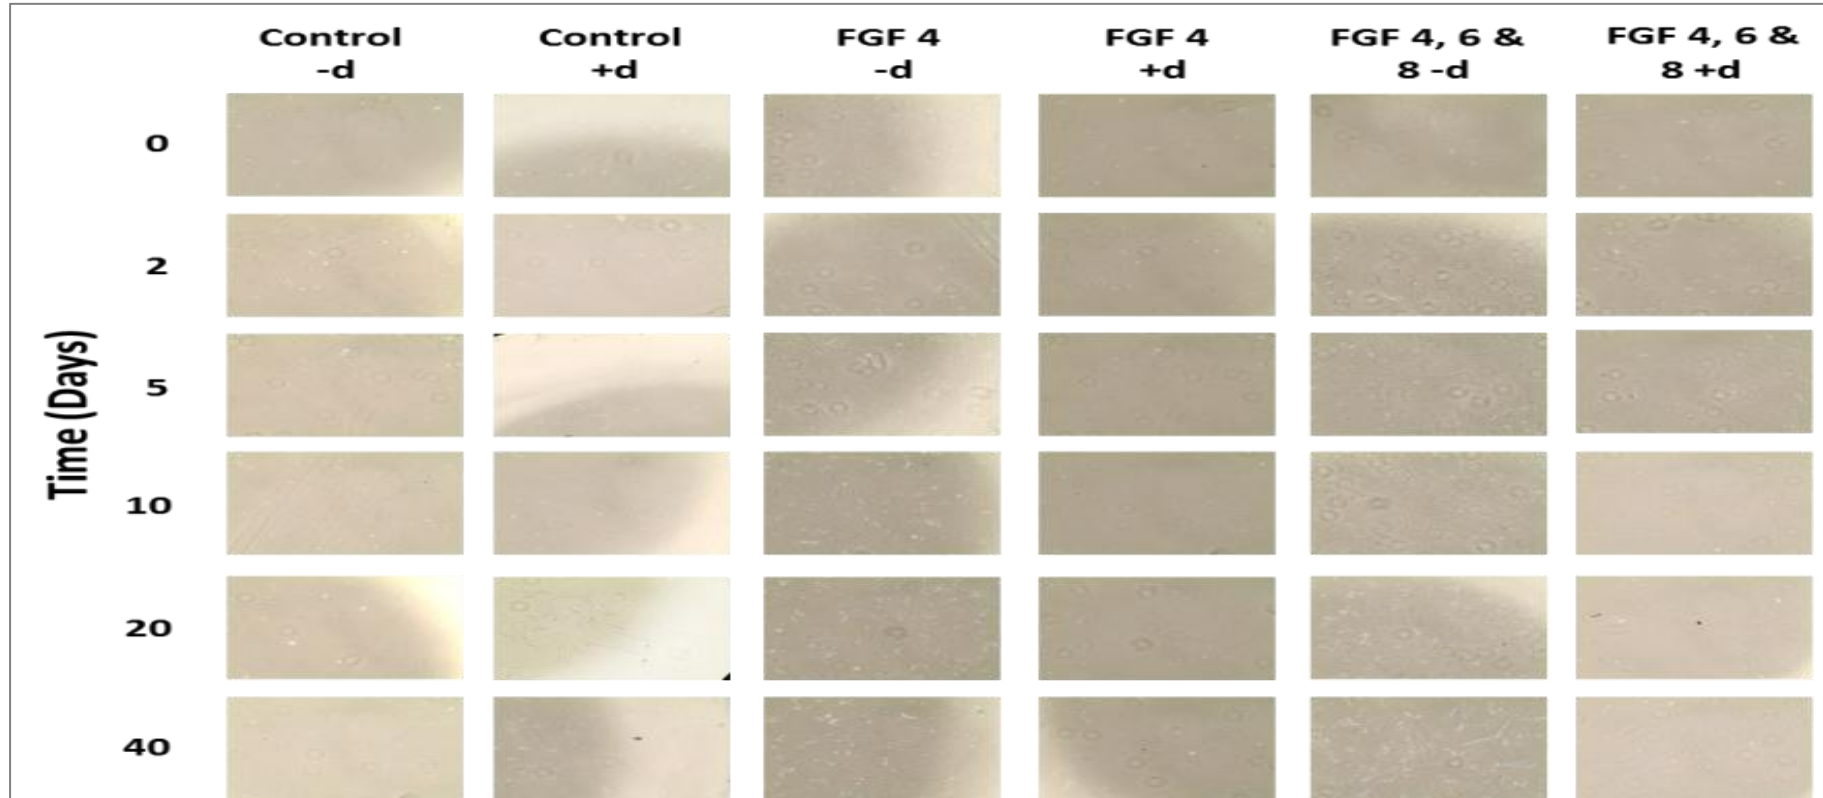 Control
-d
Control
+d
FGF 4
-d
FGF 4
+d
FGF 4, 6 &
8 -d
FGF 4, 6 &
8 +d
Time (Days)
0
2
5
10
20
40